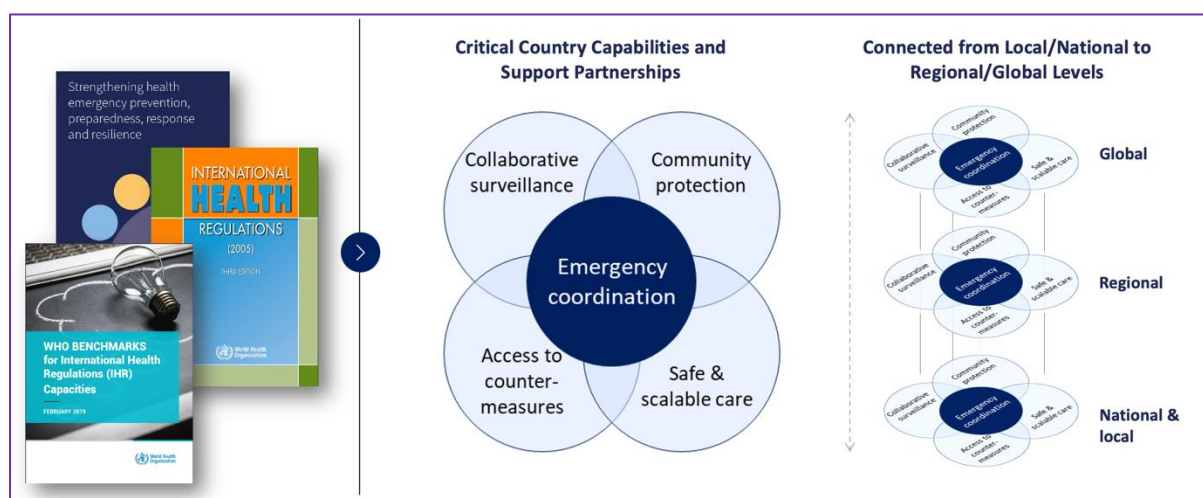 Strengthening health
emergency prevention,
preparedness, response
and resilience
INTERNATIONAL
HEALTH
REGULATIONS
(2005)
THIRD EDITION
World Health
Organization
WHO BENCHMARKS
for International Health
Regulations (IHR)
Capacities
FEBRUARY 2019
World Health
Organization
Critical Country Capabilities and
Support Partnerships
Collaborative
surveillance
Community
protection
Emergency
coordination
Access to
counter-
measures
Safe &
scalable care
Connected from Local/National to
Regional/Global Levels
Community
protection
Collaborative
surveillance
Emergency
coordination
Safe &
scalable care
Access to
counter-
measures
Global
Community
protection
Collaborative
surveillance
Emergency
coordination
Safe &
scalable care
Access to
counter-
measures
Regional
Community
protection
Collaborative
surveillance
Emergency
coordination
Safe &
scalable care
Access to
counter-
measures
National &
local